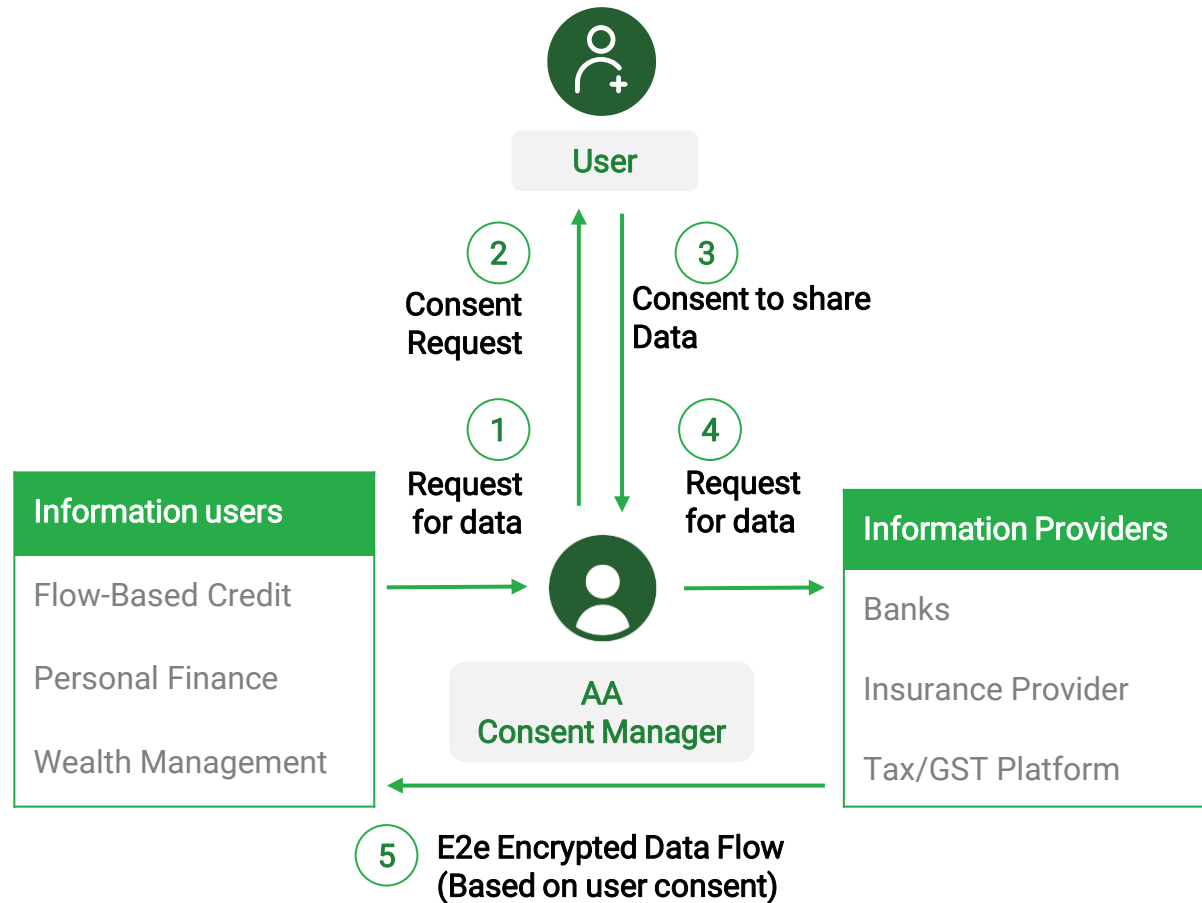 User
2
Consent
Request
3
Consent to share
Data
1
Request
for data
4
Request
for data
Information users
Flow-Based Credit
Personal Finance
Wealth Management
AA
Consent Manager
Information Providers
Banks
Insurance Provider
Tax/GST Platform
5
E2e Encrypted Data Flow
(Based on user consent)